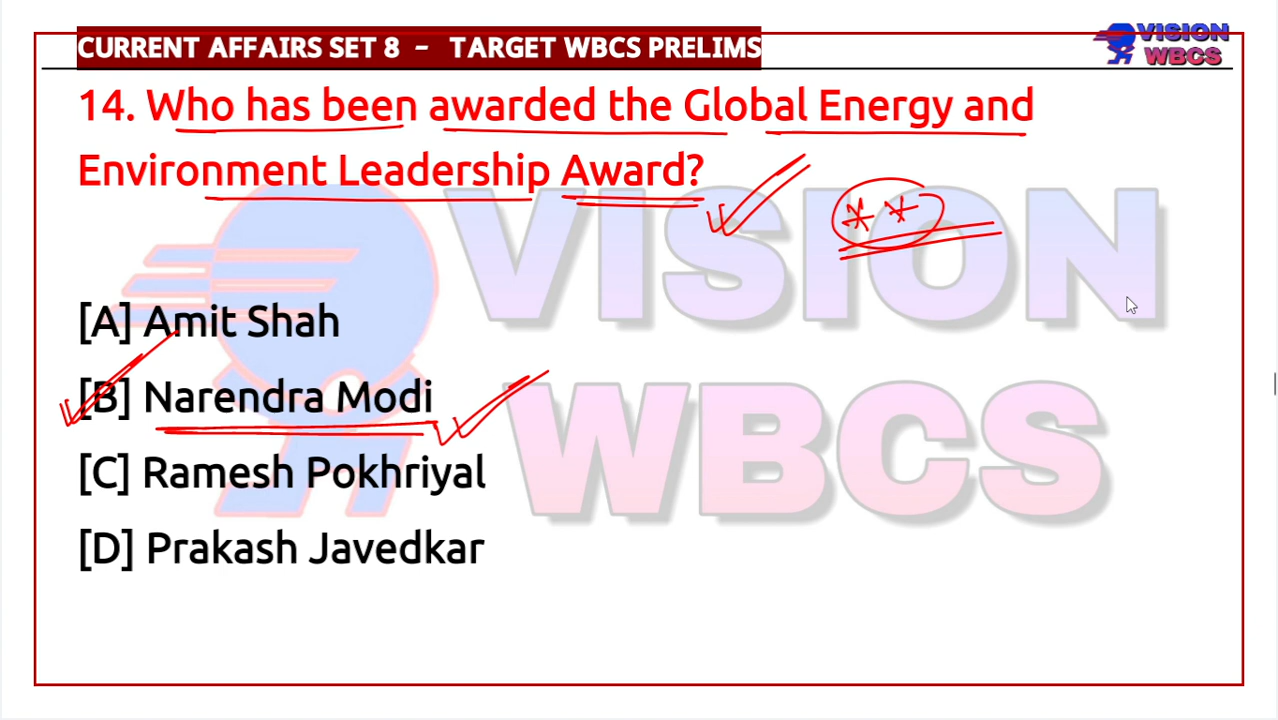 CURRENT AFFAIRS SET 8 - TARGET WBCS PRELIMS
VISION
WBCS
14. Who has been awarded the Global Energy and
Environment Leadership Award?
VISION
WBCS
[A] Amit Shah
[B] Narendra Modi
[C] Ramesh Pokhriyal
[D] Prakash Javedkar